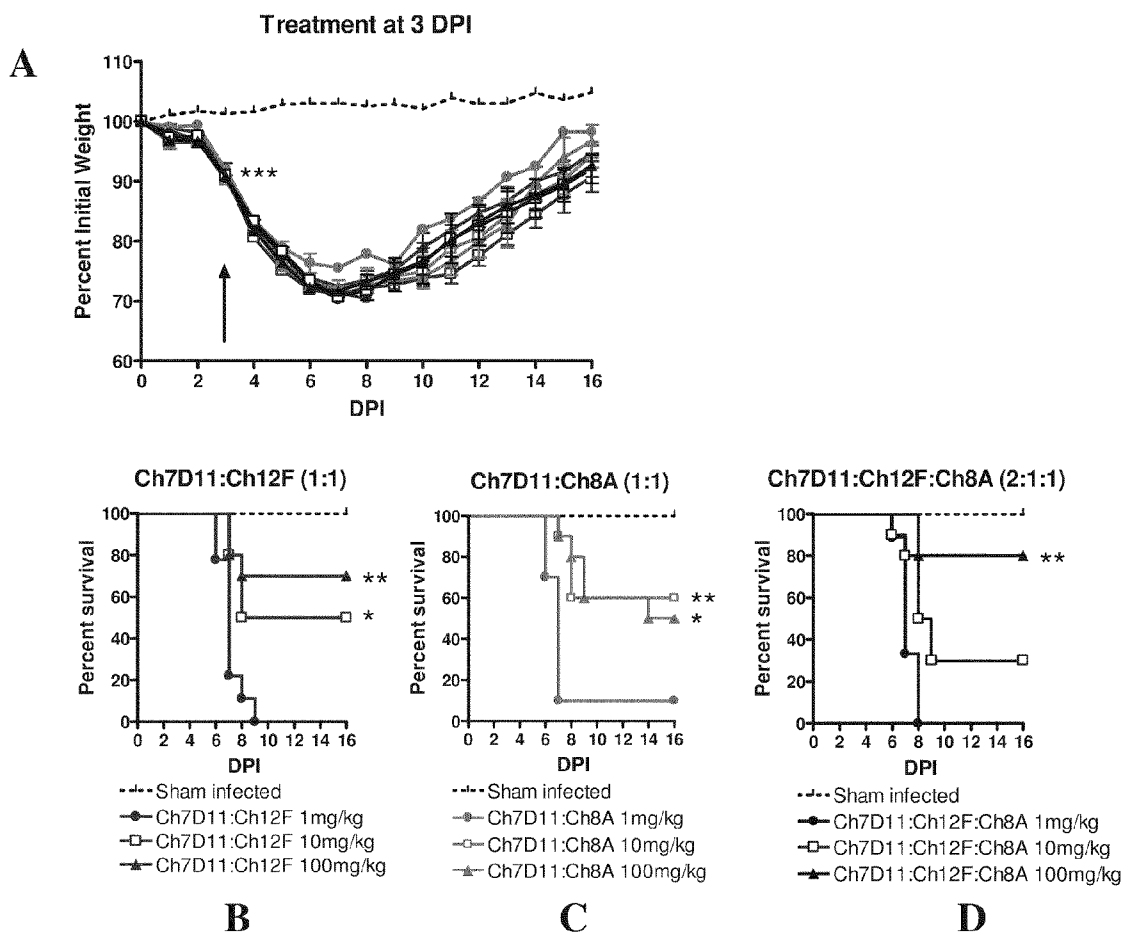 Treatment at 3 DPI
A
Percent Initial Weight
110
100
90
80
70
60
***
0 2 4 6 8 10 12 14 16
DPI
Ch7D11:Ch12F (1:1)
Percent survival
100
80
60
40
20
0
**
*
0 2 4 6 8 10 12 14 16
DPI
Sham infected
Ch7D11:Ch12F 1mg/kg
Ch7D11:Ch12F 10mg/kg
Ch7D11:Ch12F 100mg/kg
B
Ch7D11:Ch8A (1:1)
Percent survival
100
80
60
40
20
0
**
*
0 2 4 6 8 10 12 14 16
DPI
Sham infected
Ch7D11:Ch8A 1mg/kg
Ch7D11:Ch8A 10mg/kg
Ch7D11:Ch8A 100mg/kg
C
Ch7D11:Ch12F:Ch8A (2:1:1)
Percent survival
100
80
60
40
20
0
**
0 2 4 6 8 10 12 14 16
DPI
Sham infected
Ch7D11:Ch12F:Ch8A 1mg/kg
Ch7D11:Ch12F:Ch8A 10mg/kg
Ch7D11:Ch12F:Ch8A 100mg/kg
D